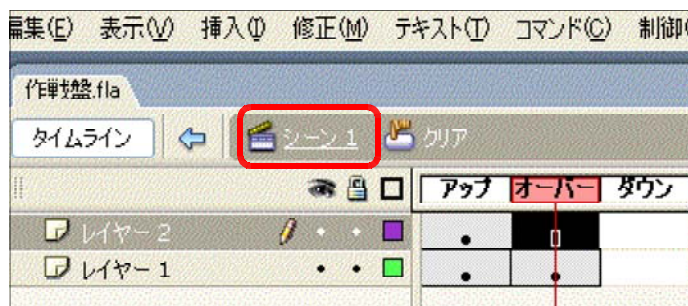 編集(E) 表示(V) 挿入(I) 修正(M) テキスト(T) コマンド(C) 制御(
作戦盤.fla
タイムライン シーン 1 クリア
アップ オーバー ダウン
レイヤー 2
レイヤー 1